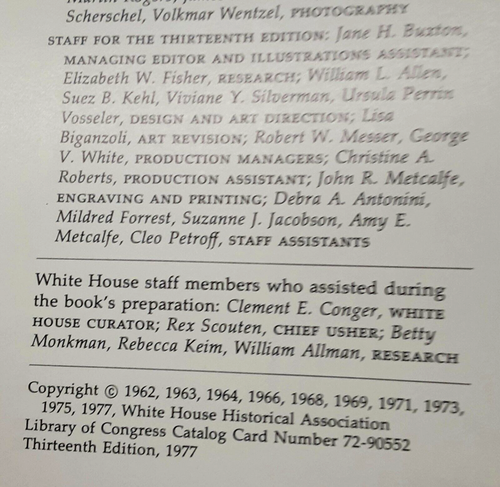 Scherschel, Volkmar Wentzel, PHOTOGRAPHY
STAFF FOR THE THIRTEENTH EDITION: Jane H. Buxton,
MANAGING EDITOR AND ILLUSTRATIONS ASSISTANT;
Elizabeth W. Fisher, RESEARCH; William L. Allen,
Suez B. Kehl, Viviane Y. Silverman, Ursula Perrin
Vosseler, DESIGN AND ART DIRECTION; Lisa
Biganzoli, ART REVISION; Robert W. Messer, George
V. White, PRODUCTION MANAGERS; Christine A.
Roberts, PRODUCTION ASSISTANT; John R. Metcalfe,
ENGRAVING AND PRINTING; Debra A. Antonini,
Mildred Forrest, Suzanne J. Jacobson, Amy E.
Metcalfe, Cleo Petroff, STAFF ASSISTANTS
White House staff members who assisted during
the book's preparation: Clement E. Conger, WHITE
HOUSE CURATOR; Rex Scouten, CHIEF USHER; Betty
Monkman, Rebecca Keim, William Allman, RESEARCH
Copyright © 1962, 1963, 1964, 1966, 1968, 1969, 1971, 1973,
1975, 1977, White House Historical Association
Library of Congress Catalog Card Number 72-90552
Thirteenth Edition, 1977